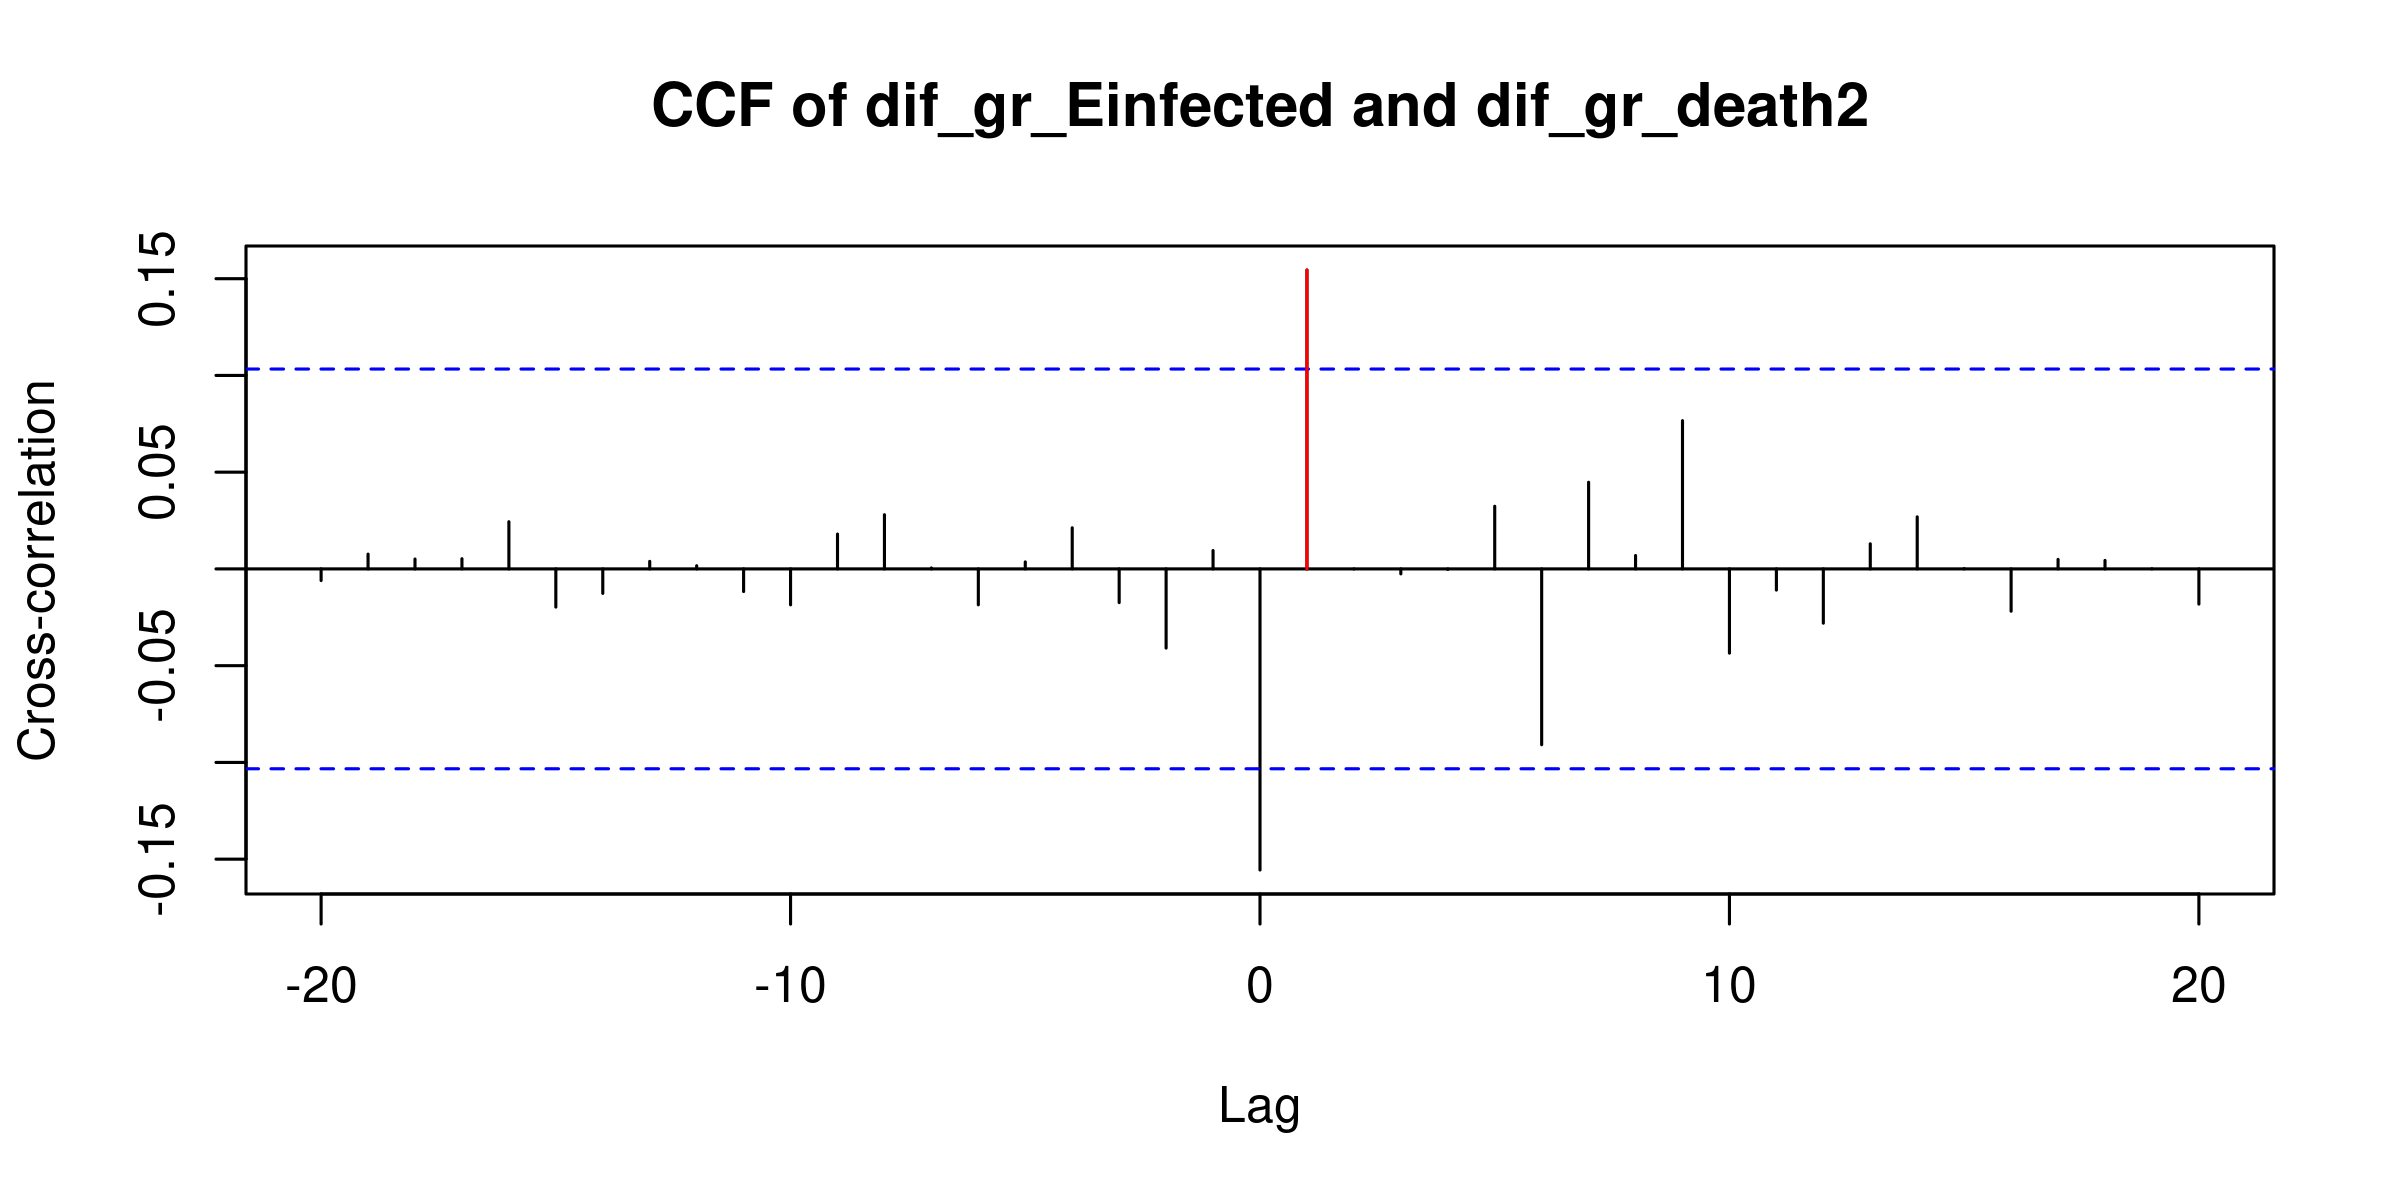 CCF of dif_gr_Einfected and dif_gr_death2
Cross-correlation
0.15
0.05
-0.05
-0.15
-20 -10 0 10 20
Lag